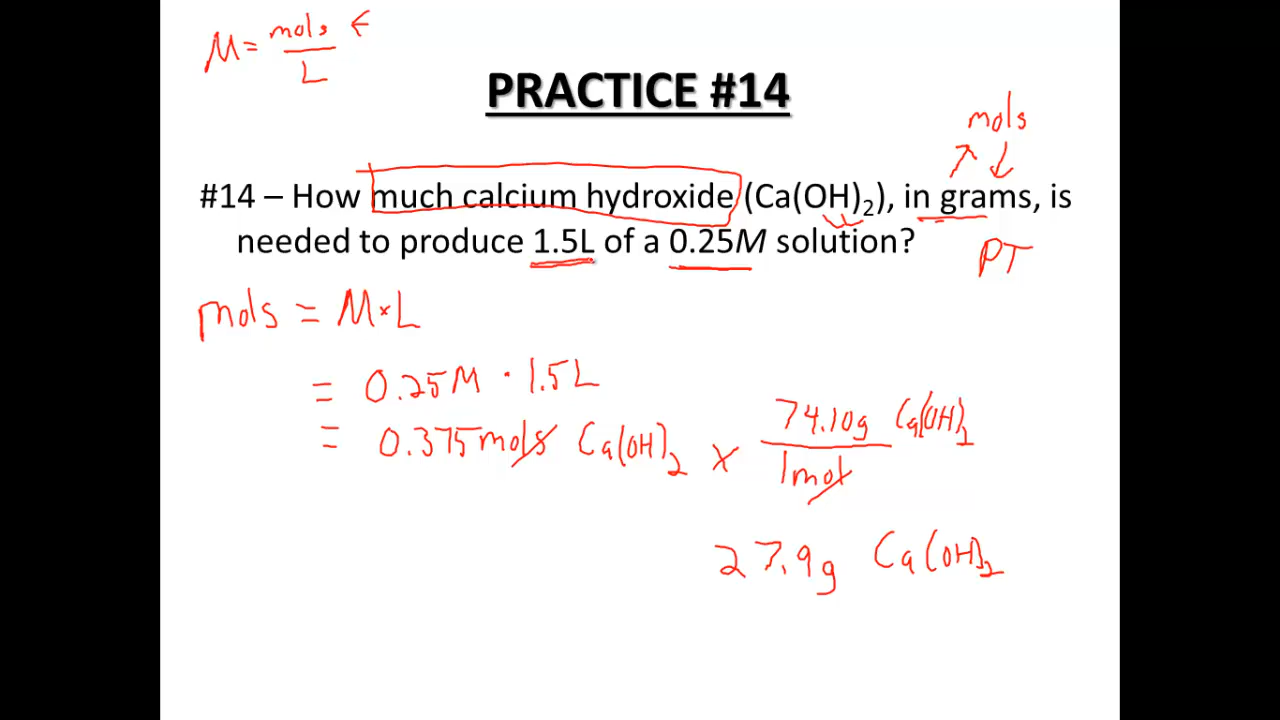 M = mols ←
L
PRACTICE #14
mols
#14 – How much calcium hydroxide (Ca(OH)₂), in grams, is
needed to produce 1.5L of a 0.25M solution?
PT
mols = M × L
= 0.25M · 1.5L
= 0.375 mols Ca(OH)₂ × 74.10g Ca(OH)₂
1 mol
27.9g Ca(OH)₂